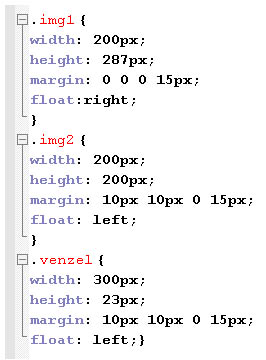 .img1 {
width: 200px;
height: 287px;
margin: 0 0 0 15px;
float:right;
}
.img2 {
width: 200px;
height: 200px;
margin: 10px 10px 0 15px;
float: left;
}
.venzel {
width: 300px;
height: 23px;
margin: 10px 10px 0 15px;
float: left;}